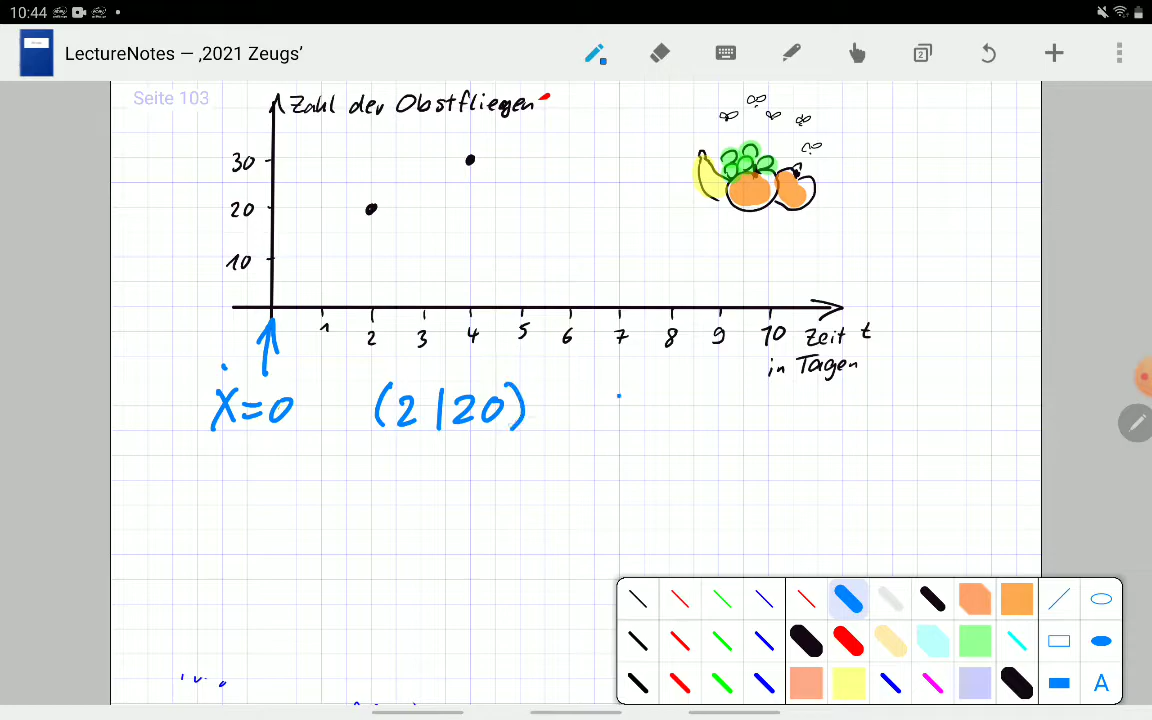 10:44
LectureNotes — ‚2021 Zeugs'
2
Seite 103
Zahl der Obstfliegen
30
20
10
1 2 3 4 5 6 7 8 9 10 Zeit t
in Tagen
X=0 (2|20)
A